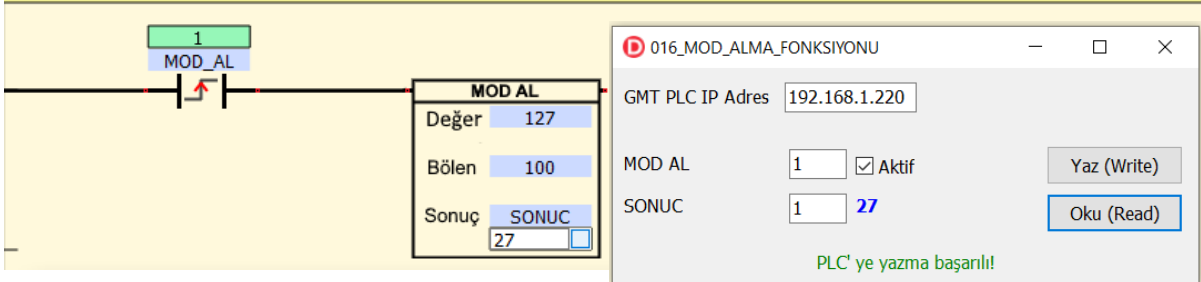 1
MOD_AL
MOD AL
Değer 127
Bölen 100
Sonuç SONUC
27
016_MOD_ALMA_FONKSIYONU
GMT PLC IP Adres 192.168.1.220
MOD AL 1 Aktif Yaz (Write)
SONUC 1 27 Oku (Read)
PLC' ye yazma başarılı!